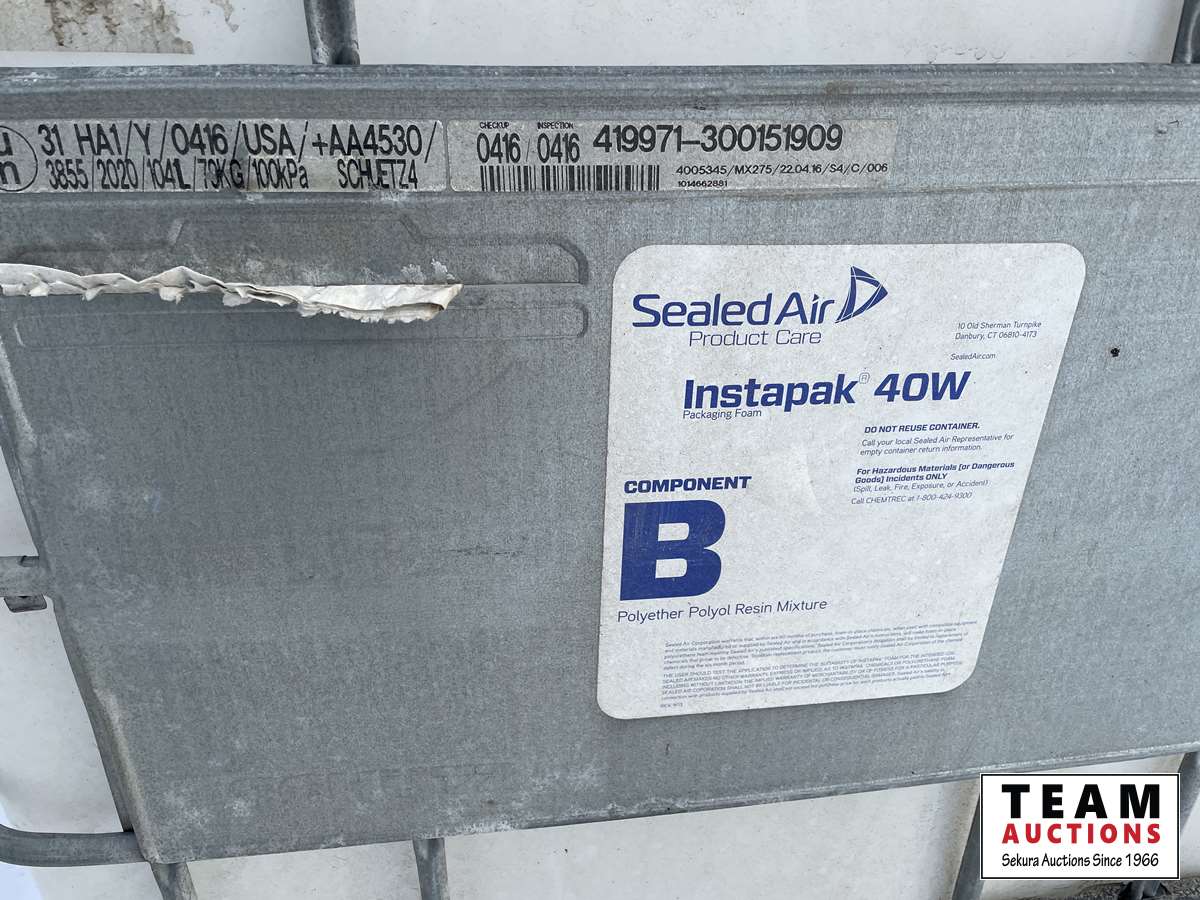 u
n
31 HA1/Y/0416/USA/+AA4530/
3855/2020/1041L/79KG/100kPa SCHUETZ4
CHECKUP INSPECTION
0416/0416 419971-300151909
4005345/MX275/22.04.16/S4/C/006
1014662881
Sealed Air
Product Care
10 Old Sherman Turnpike
Danbury, CT 06810-4173
SealedAir.com
Instapak® 40W
Packaging Foam
DO NOT REUSE CONTAINER.
Call your local Sealed Air Representative for
empty container return information.
For Hazardous Materials [or Dangerous
Goods] Incidents ONLY
(Spill, Leak, Fire, Exposure, or Accident)
Call CHEMTREC at 1-800-424-9300
COMPONENT
B
Polyether Polyol Resin Mixture
TEAM
AUCTIONS
Sekura Auctions Since 1966